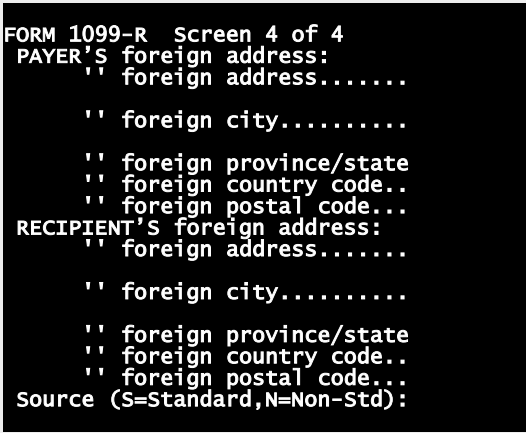 FORM 1099-R  Screen 4 of 4
PAYER'S foreign address:
'' foreign address.......
'' foreign city..........
'' foreign province/state
'' foreign country code..
'' foreign postal code...
RECIPIENT'S foreign address:
'' foreign address.......
'' foreign city..........
'' foreign province/state
'' foreign country code..
'' foreign postal code...
Source (S=Standard,N=Non-Std):